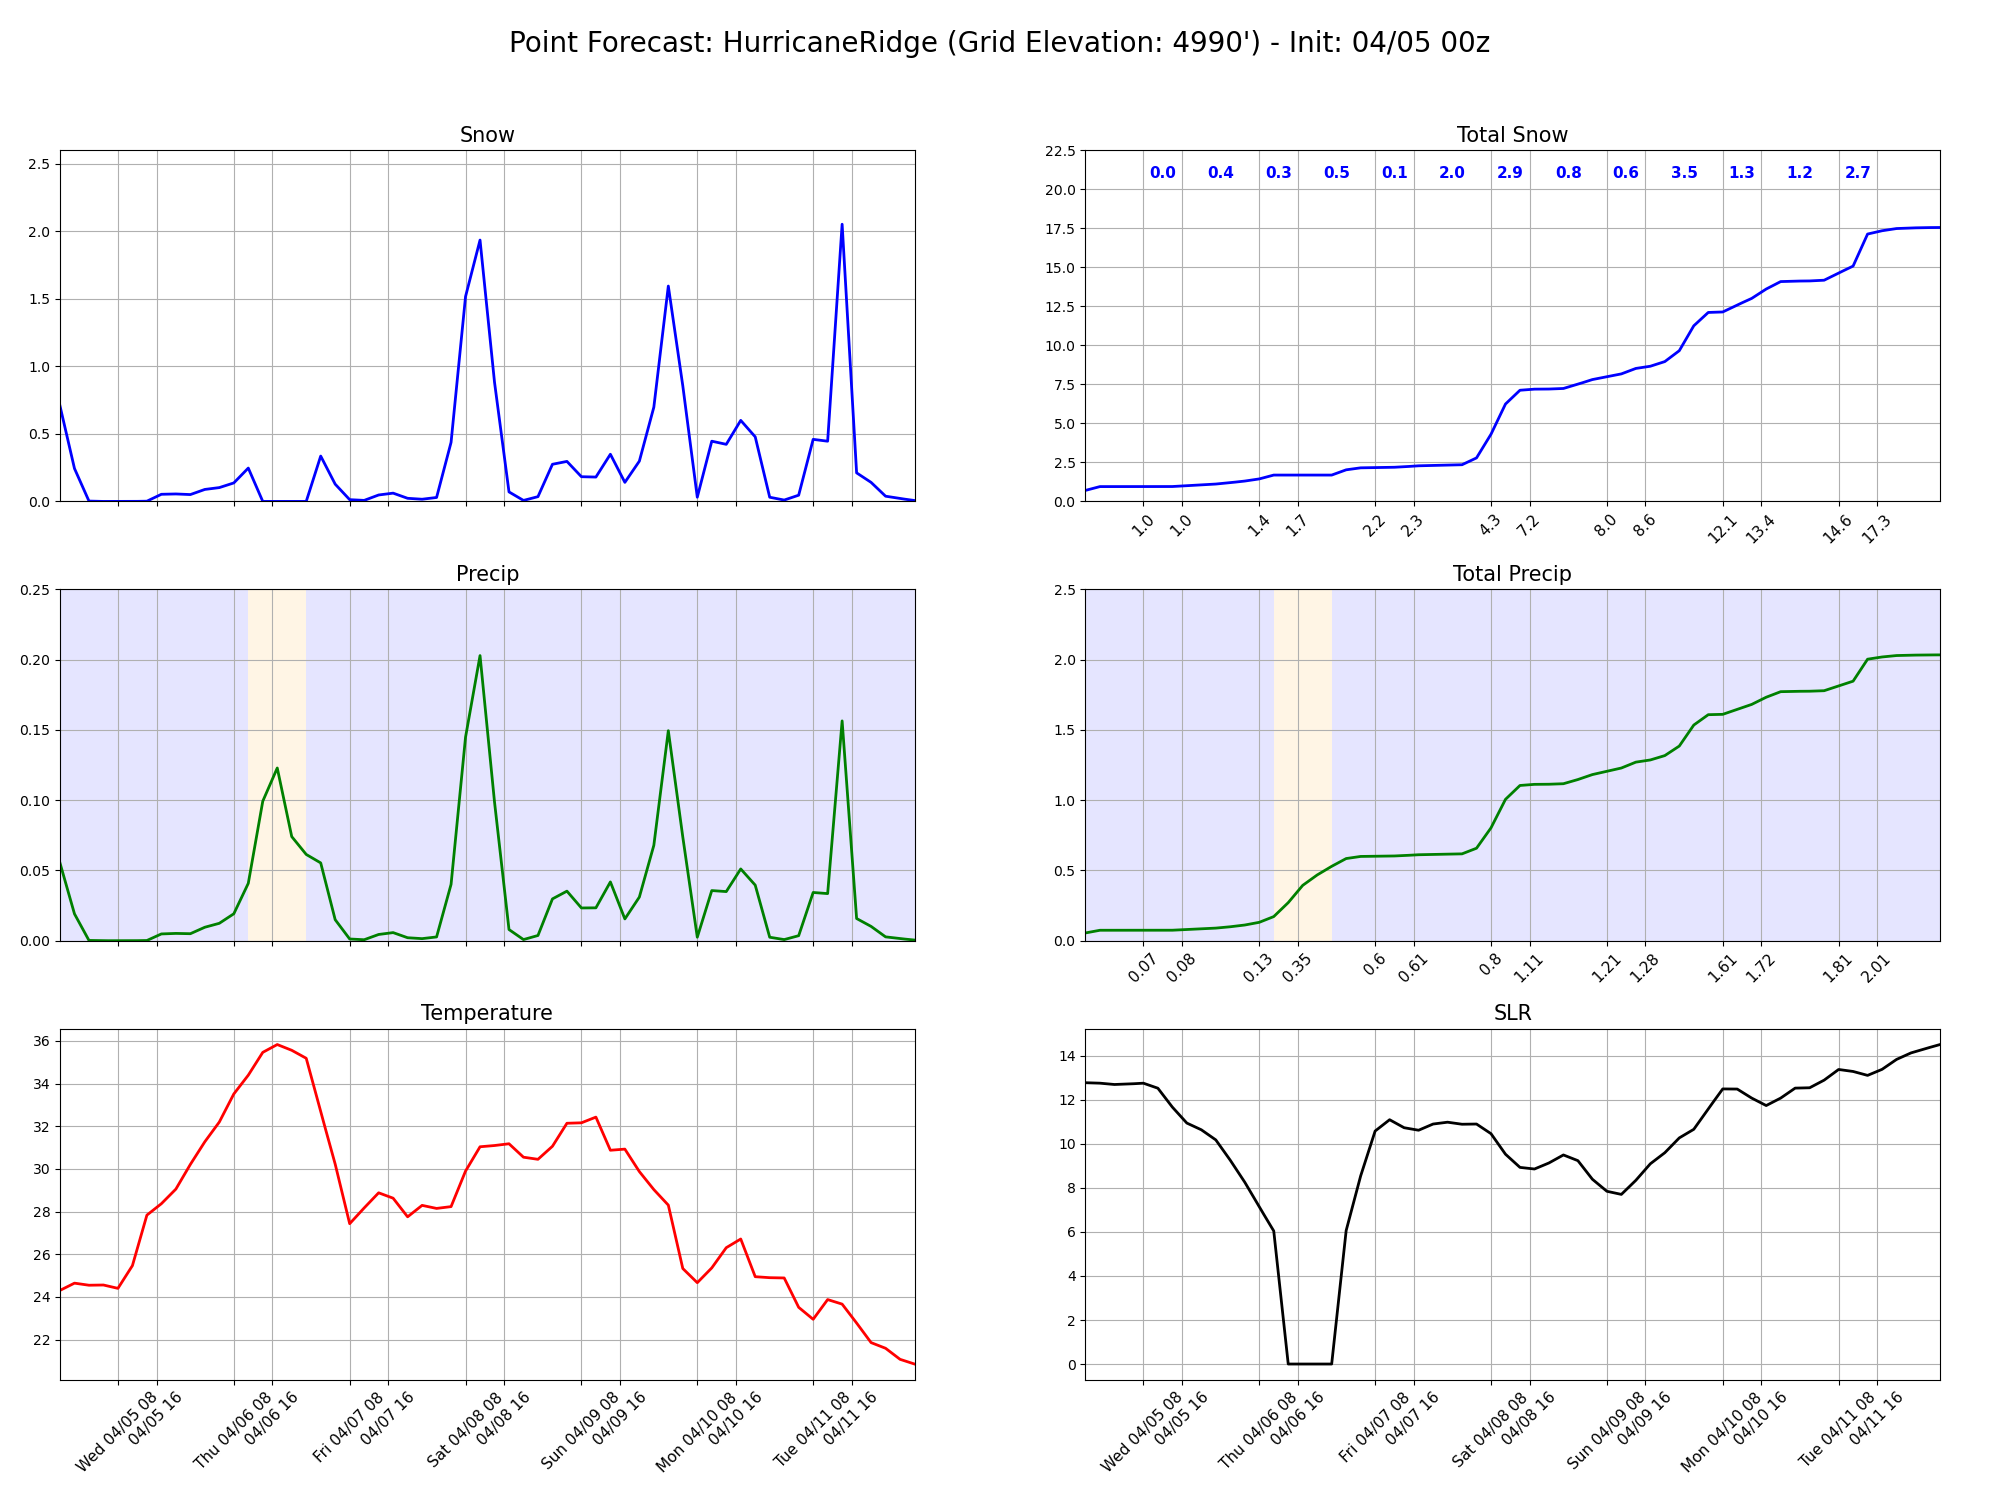 Point Forecast: HurricaneRidge (Grid Elevation: 4990') - Init: 04/05 00z
Snow
2.5
2.0
1.5
1.0
0.5
0.0
Total Snow
22.5
20.0
17.5
15.0
12.5
10.0
7.5
5.0
2.5
0.0
0.0 0.4 0.3 0.5 0.1 2.0 2.9 0.8 0.6 3.5 1.3 1.2 2.7
1.0 1.0 1.4 1.7 2.2 2.3 4.3 7.2 8.0 8.6 12.1 13.4 14.6 17.3
Precip
0.25
0.20
0.15
0.10
0.05
0.00
Total Precip
2.5
2.0
1.5
1.0
0.5
0.0
0.07 0.08 0.13 0.35 0.6 0.61 0.8 1.11 1.21 1.28 1.61 1.72 1.81 2.01
Temperature
36
34
32
30
28
26
24
22
Wed 04/05 08
04/05 16
Thu 04/06 08
04/06 16
Fri 04/07 08
04/07 16
Sat 04/08 08
04/08 16
Sun 04/09 08
04/09 16
Mon 04/10 08
04/10 16
Tue 04/11 08
04/11 16
SLR
14
12
10
8
6
4
2
0
Wed 04/05 08
04/05 16
Thu 04/06 08
04/06 16
Fri 04/07 08
04/07 16
Sat 04/08 08
04/08 16
Sun 04/09 08
04/09 16
Mon 04/10 08
04/10 16
Tue 04/11 08
04/11 16